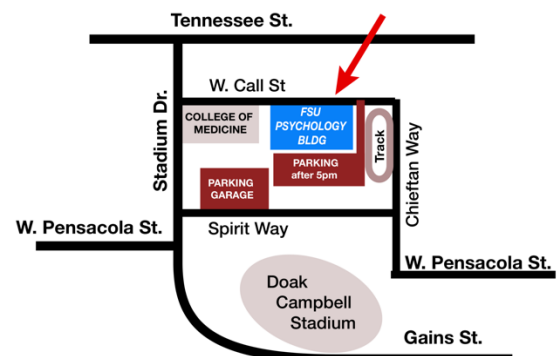 Tennessee St.
W. Call St
Stadium Dr.
COLLEGE OF
MEDICINE
FSU
PSYCHOLOGY
BLDG
Track
Chieftan Way
PARKING
after 5pm
PARKING
GARAGE
W. Pensacola St.
Spirit Way
W. Pensacola St.
Doak
Campbell
Stadium
Gains St.